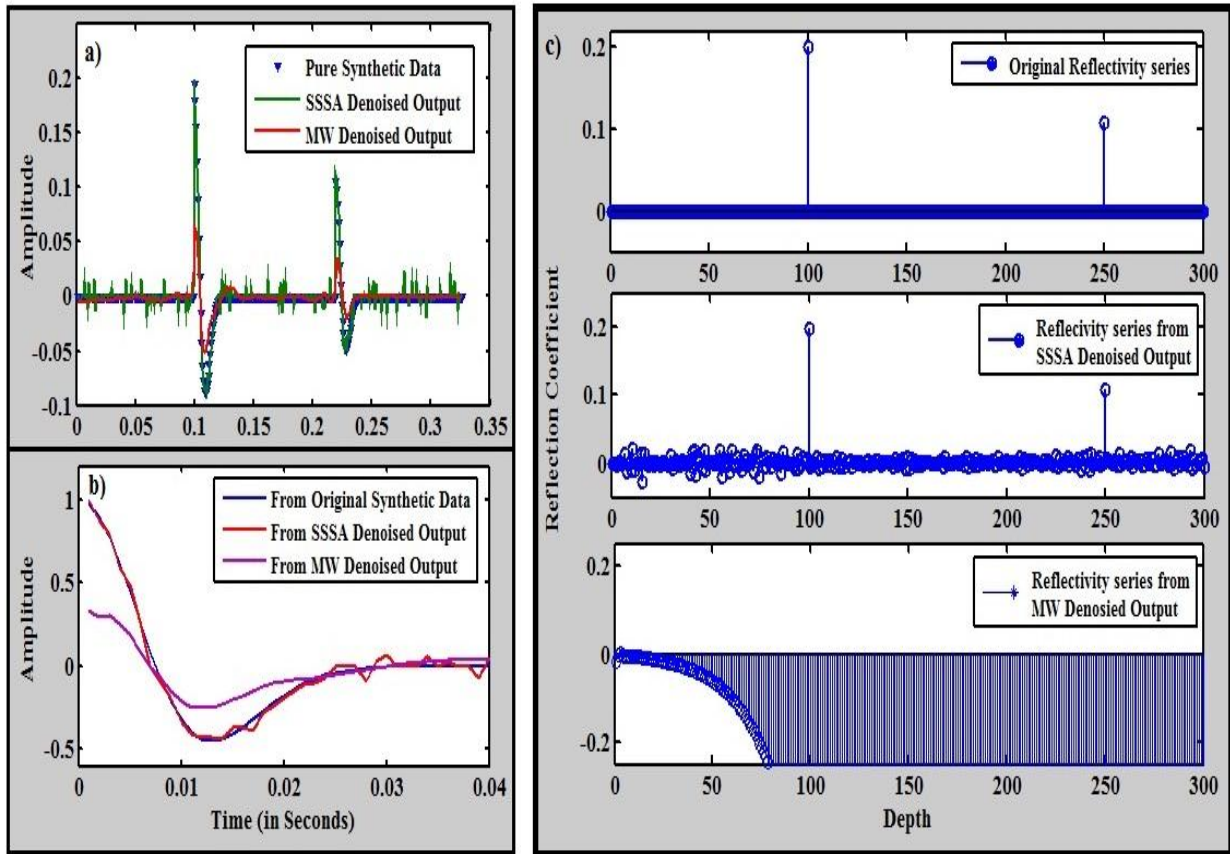 a)
Pure Synthetic Data
SSSA Denoised Output
MW Denoised Output
Amplitude
0.2
0.15
0.1
0.05
0
-0.05
-0.1
0 0.05 0.1 0.15 0.2 0.25 0.3 0.35
b)
From Original Synthetic Data
From SSSA Denoised Output
From MW Denoised Output
Amplitude
1
0.5
0
-0.5
0 0.01 0.02 0.03 0.04
Time (in Seconds)
c)
Reflection Coefficient
Original Reflectivity series
0.2
0.1
0
0 50 100 150 200 250 300
Reflecivity series from
SSSA Denoised Output
0.2
0.1
0
0 50 100 150 200 250 300
Reflectivity series from
MW Denosied Output
0.2
0
-0.2
0 50 100 150 200 250 300
Depth